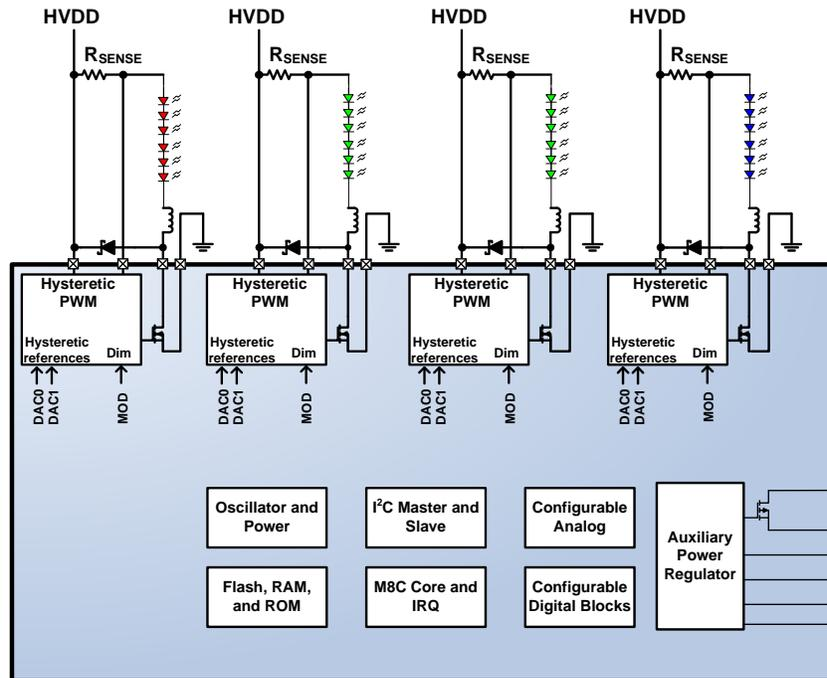 HVDD
HVDD
HVDD
HVDD
RSENSE
RSENSE
RSENSE
RSENSE
Hysteretic
PWM
Hysteretic
references
Dim
Hysteretic
PWM
Hysteretic
references
Dim
Hysteretic
PWM
Hysteretic
references
Dim
Hysteretic
PWM
Hysteretic
references
Dim
DAC0
DAC1
MOD
DAC0
DAC1
MOD
DAC0
DAC1
MOD
DAC0
DAC1
MOD
Oscillator and
Power
I²C Master and
Slave
Configurable
Analog
Auxiliary
Power
Regulator
Flash, RAM,
and ROM
M8C Core and
IRQ
Configurable
Digital Blocks